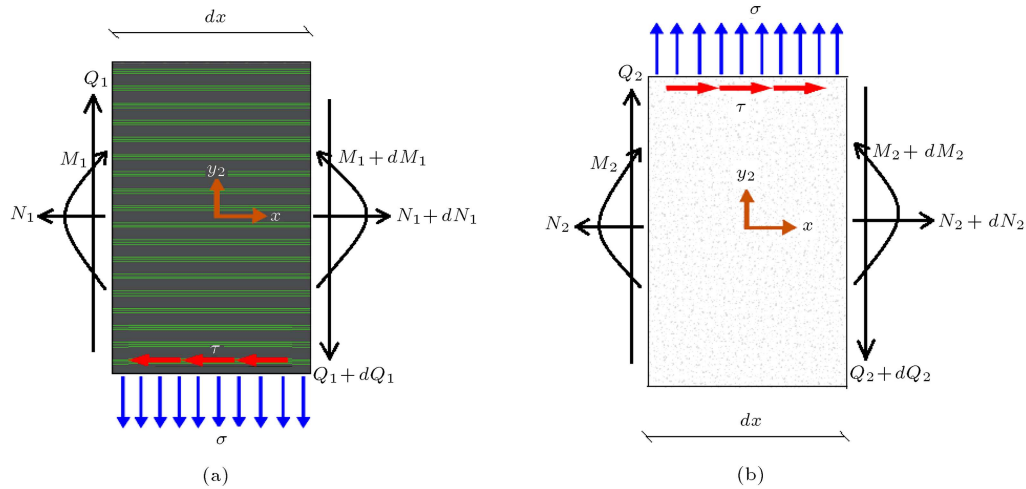 dx
Q₁
M₁
N₁
y₂
x
M₁ + dM₁
N₁ + dN₁
τ
Q₁ + dQ₁
σ
(a)
σ
Q₂
τ
M₂
N₂
y₂
x
M₂ + dM₂
N₂ + dN₂
Q₂ + dQ₂
dx
(b)